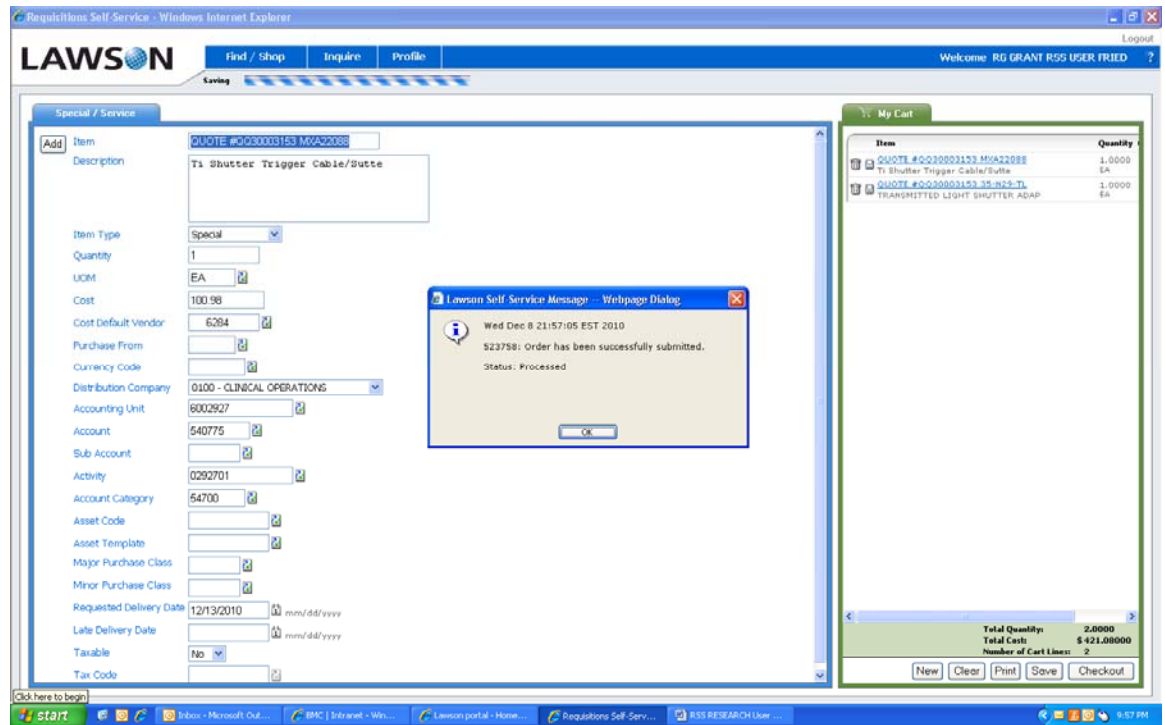 Requisitions Self-Service - Windows Internet Explorer
Logout
LAWSON
Find / Shop Inquire Profile
Welcome RG GRANT RSS USER FRIED ?
Saving
Special / Service
My Cart
Add
Item QUOTE #QQ30003153 MXA22088
Description Ti Shutter Trigger Cable/Sutte
Item Type Special
Quantity 1
UOM EA
Cost 100.98
Cost Default Vendor 6284
Purchase From
Currency Code
Distribution Company 0100 - CLINICAL OPERATIONS
Accounting Unit 6002927
Account 540775
Sub Account
Activity 0292701
Account Category 54700
Asset Code
Asset Template
Major Purchase Class
Minor Purchase Class
Requested Delivery Date 12/13/2010 mm/dd/yyyy
Late Delivery Date mm/dd/yyyy
Taxable No
Tax Code
Lawson Self-Service Message -- Webpage Dialog
Wed Dec 8 21:57:05 EST 2010
523758: Order has been successfully submitted.
Status: Processed
OK
Item Quantity
QUOTE #QQ30003153 MXA22088 1.0000
Ti Shutter Trigger Cable/Sutte EA
QUOTE #QQ30003153 35-N29-TL 1.0000
TRANSMITTED LIGHT SHUTTER ADAP EA
Total Quantity: 2.0000
Total Cost: $ 421.08000
Number of Cart Lines: 2
New Clear Print Save Checkout
Click here to begin
start
Inbox - Microsoft Out...
BMC | Intranet - Win...
Lawson portal - Home...
Requisitions Self-Serv...
RSS RESEARCH User ...
9:57 PM